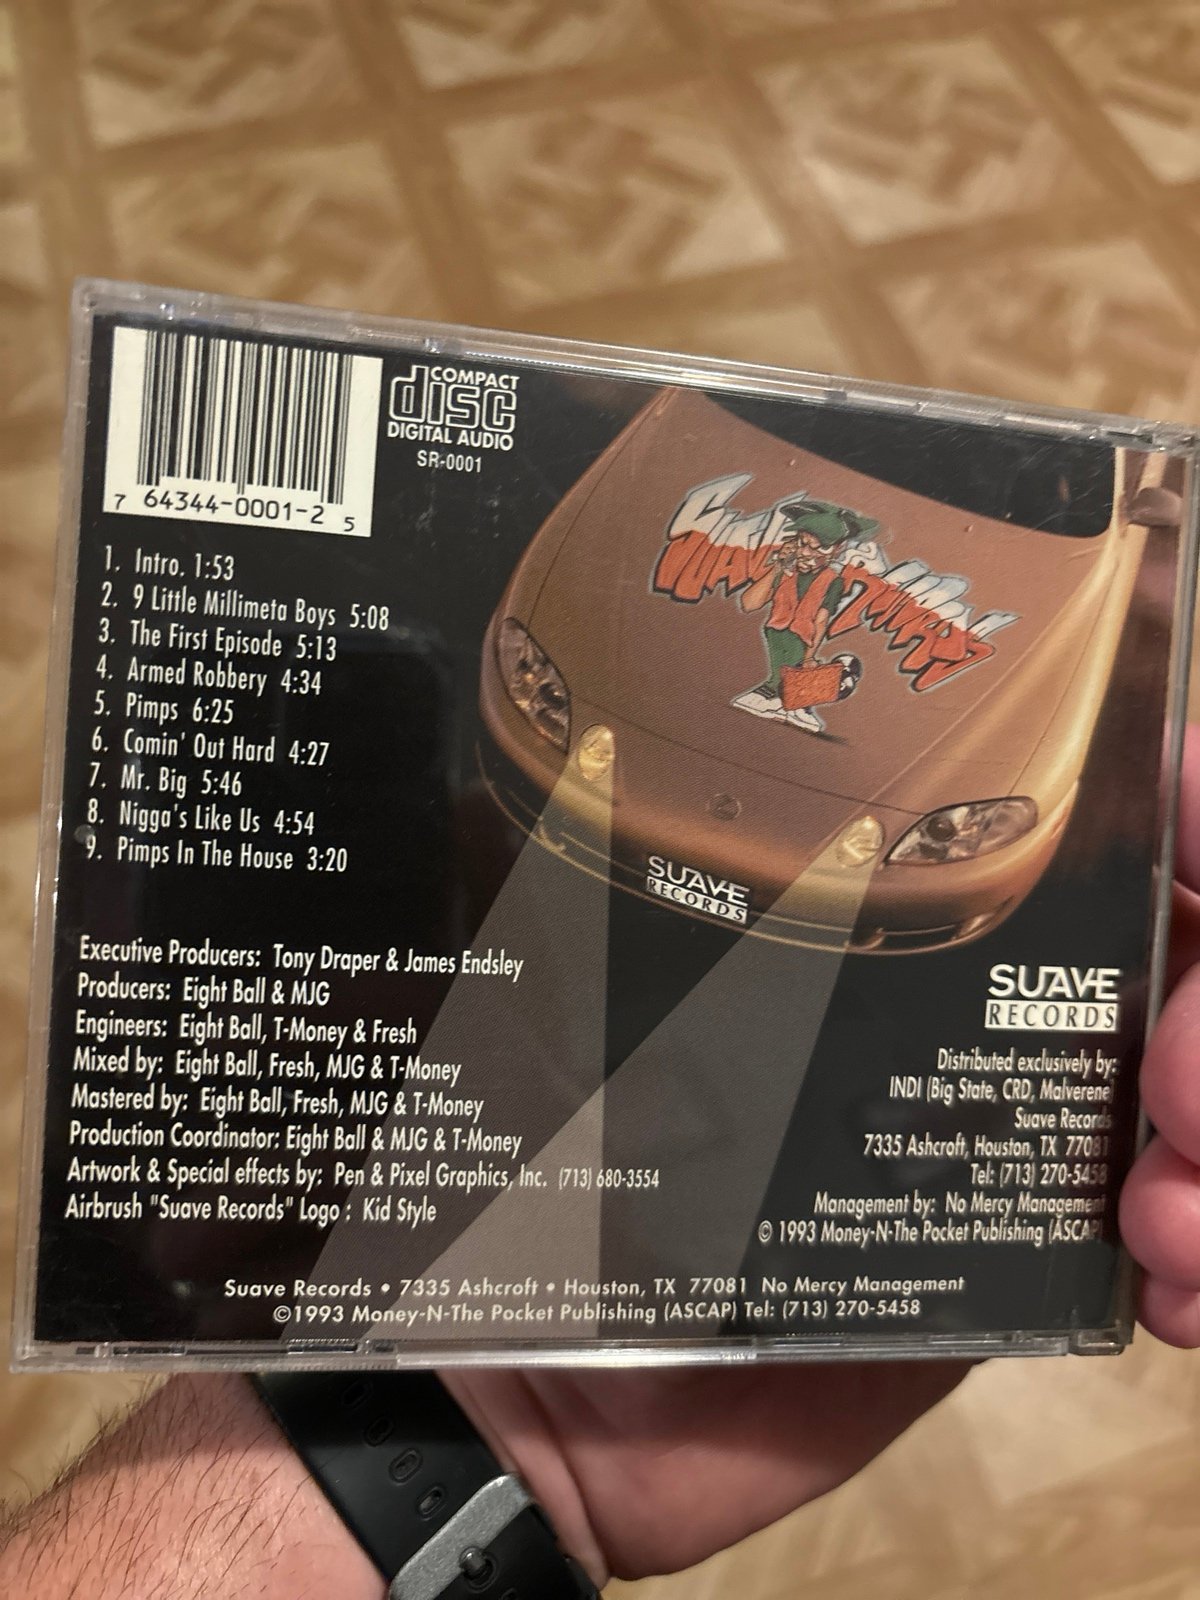 COMPACT
disc
DIGITAL AUDIO
SR-0001
7 64344-0001-2 5
1. Intro. 1:53
2. 9 Little Millimeta Boys 5:08
3. The First Episode 5:13
4. Armed Robbery 4:34
5. Pimps 6:25
6. Comin' Out Hard 4:27
7. Mr. Big 5:46
8. Nigga's Like Us 4:54
9. Pimps In The House 3:20
SUAVE
RECORDS
Executive Producers: Tony Draper & James Endsley
Producers: Eight Ball & MJG
Engineers: Eight Ball, T-Money & Fresh
Mixed by: Eight Ball, Fresh, MJG & T-Money
Mastered by: Eight Ball, Fresh, MJG & T-Money
Production Coordinator: Eight Ball & MJG & T-Money
Artwork & Special effects by: Pen & Pixel Graphics, Inc. (713) 680-3554
Airbrush "Suave Records" Logo : Kid Style
SUAVE
RECORDS
Distributed exclusively by:
INDI (Big State, CRD, Malverene)
Suave Records
7335 Ashcroft, Houston, TX 77081
Tel: (713) 270-5458
Management by: No Mercy Management
© 1993 Money-N-The Pocket Publishing (ASCAP)
Suave Records • 7335 Ashcroft • Houston, TX 77081 No Mercy Management
©1993 Money-N-The Pocket Publishing (ASCAP) Tel: (713) 270-5458